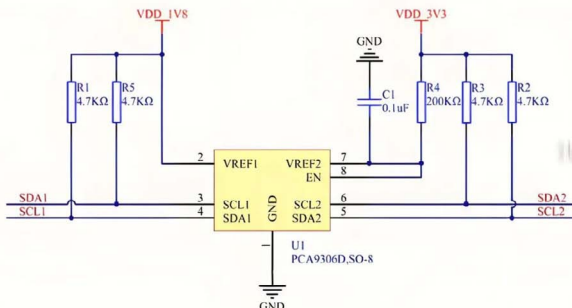 VDD_1V8
VDD_3V3
GND
R1
4.7KΩ
R5
4.7KΩ
C1
0.1uF
R4
200KΩ
R3
4.7KΩ
R2
4.7KΩ
2 VREF1 VREF2 7
EN 8
SDA1 3 SCL1 SCL2 6 SDA2
SCL1 4 SDA1 SDA2 5 SCL2
GND
1
U1
PCA9306D,SO-8
GND